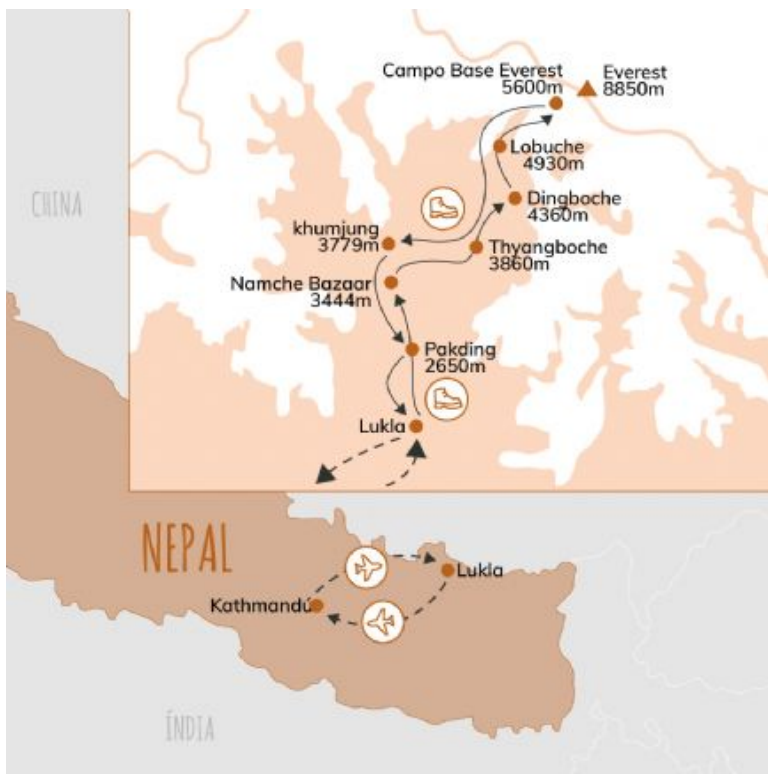 Campo Base Everest
5600m
Everest
8850m
Lobuche
4930m
CHINA
Dingboche
4360m
khumjung
3779m
Thyangboche
3860m
Namche Bazaar
3444m
Pakding
2650m
Lukla
NEPAL
Lukla
Kathmandú
ÍNDIA